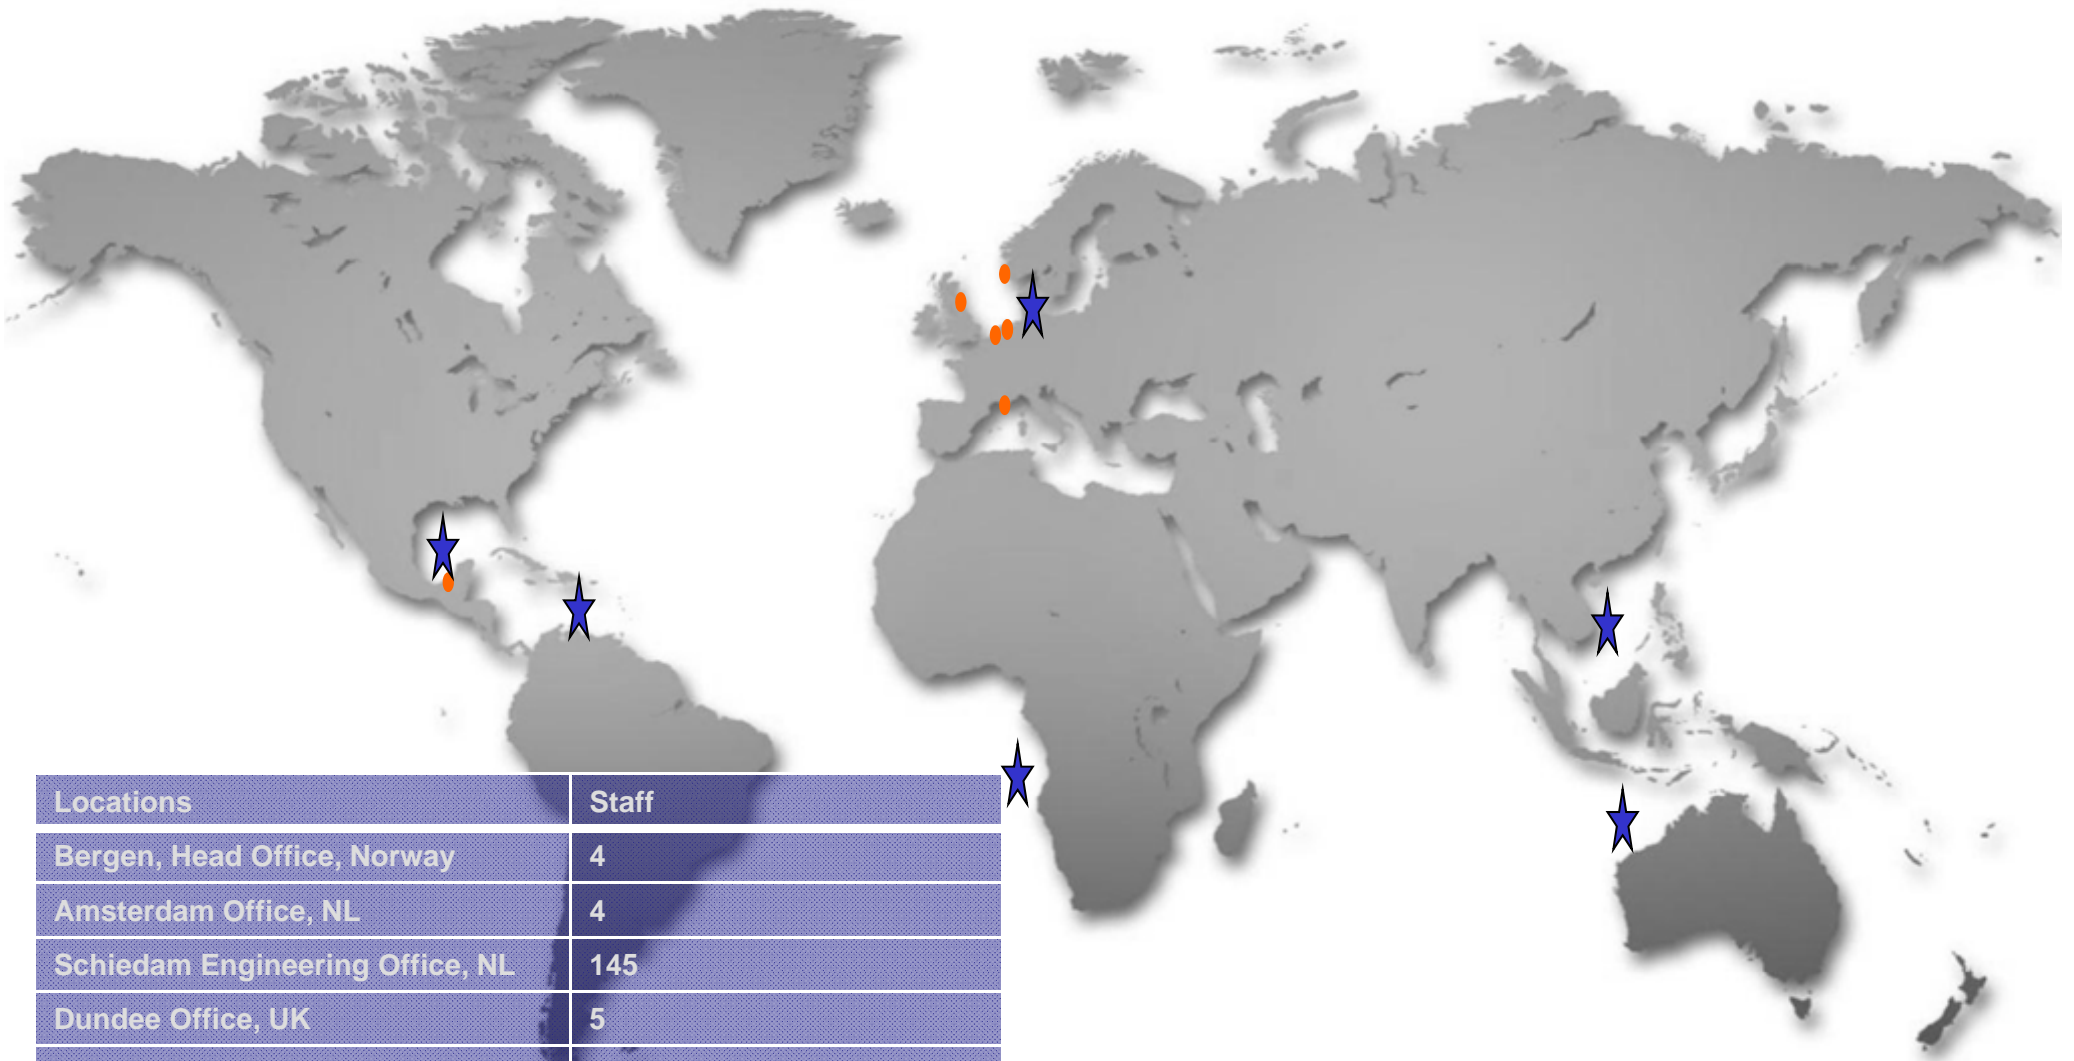 Locations Staff
Bergen, Head Office, Norway 4
Amsterdam Office, NL 4
Schiedam Engineering Office, NL 145
Dundee Office, UK 5